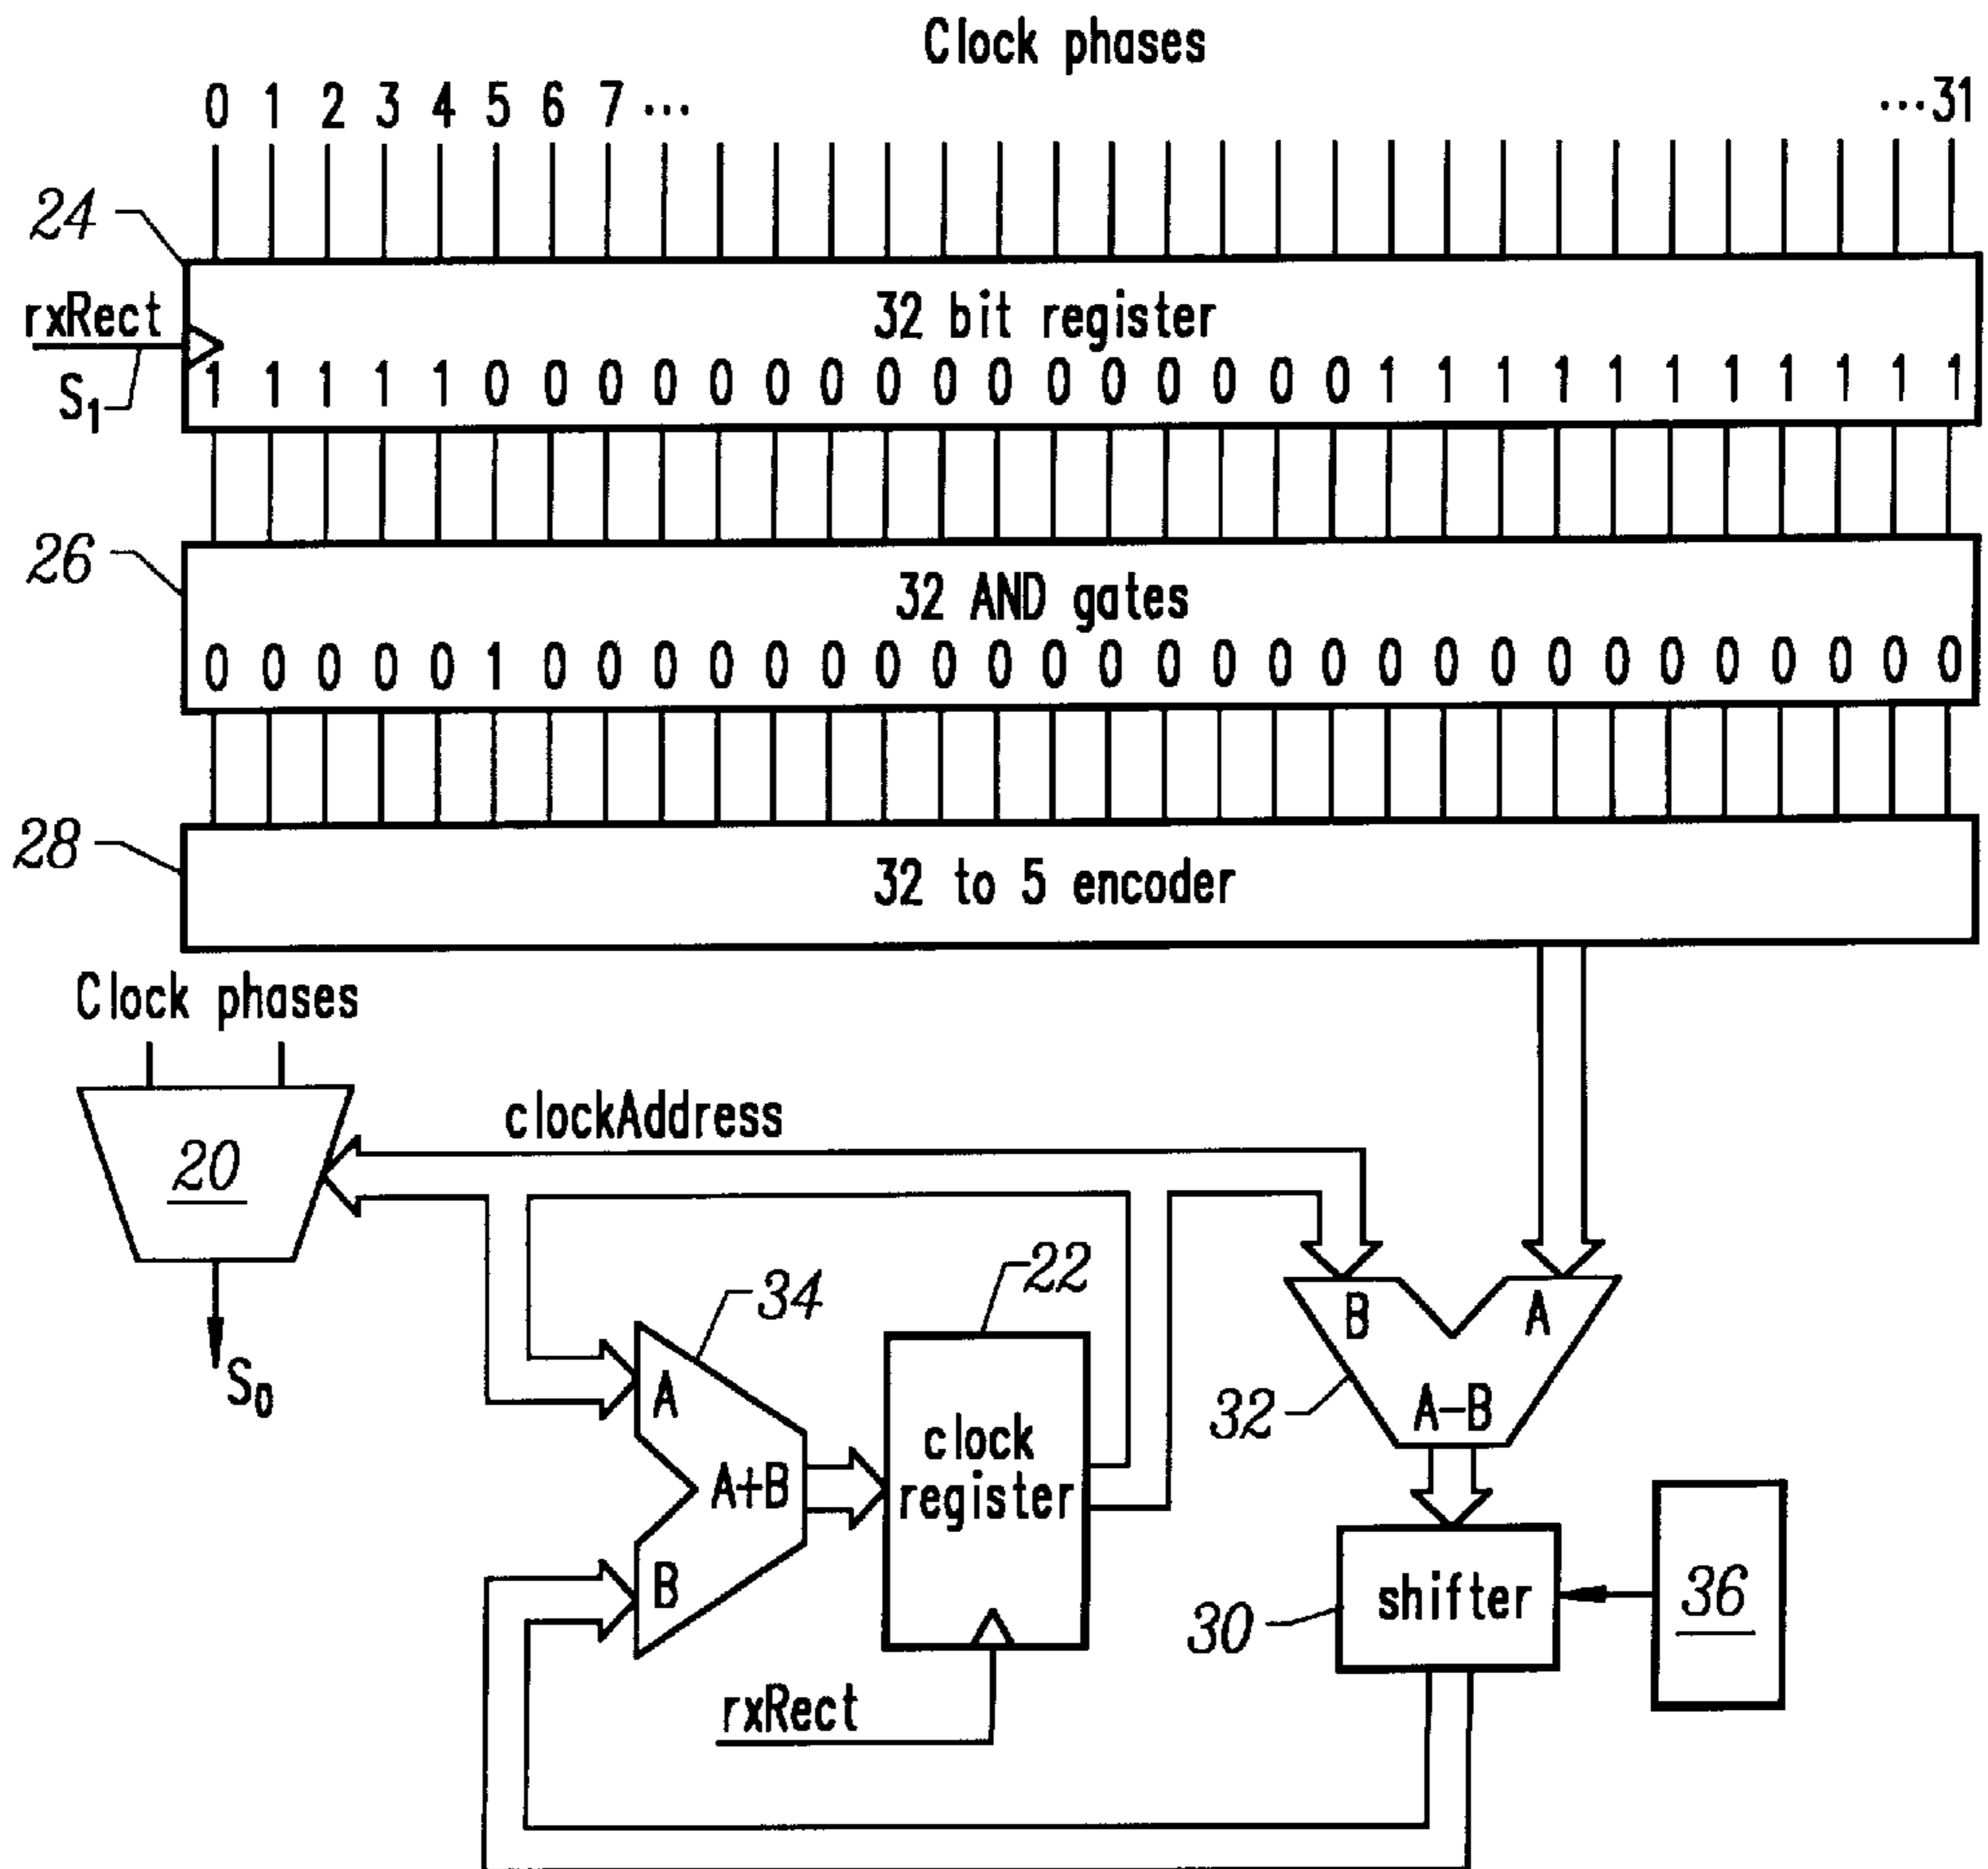 Clock phases
0 1 2 3 4 5 6 7 ... ...31
24
rxRect
S1
32 bit register
1 1 1 1 1 0 0 0 0 0 0 0 0 0 0 0 0 0 0 0 0 1 1 1 1 1 1 1 1 1 1 1
26
32 AND gates
0 0 0 0 0 1 0 0 0 0 0 0 0 0 0 0 0 0 0 0 0 0 0 0 0 0 0 0 0 0 0 0
28
32 to 5 encoder
Clock phases
20
S0
clockAddress
34
A
A+B
B
22
clock
register
rxRect
B
A
A-B
32
shifter
30
36